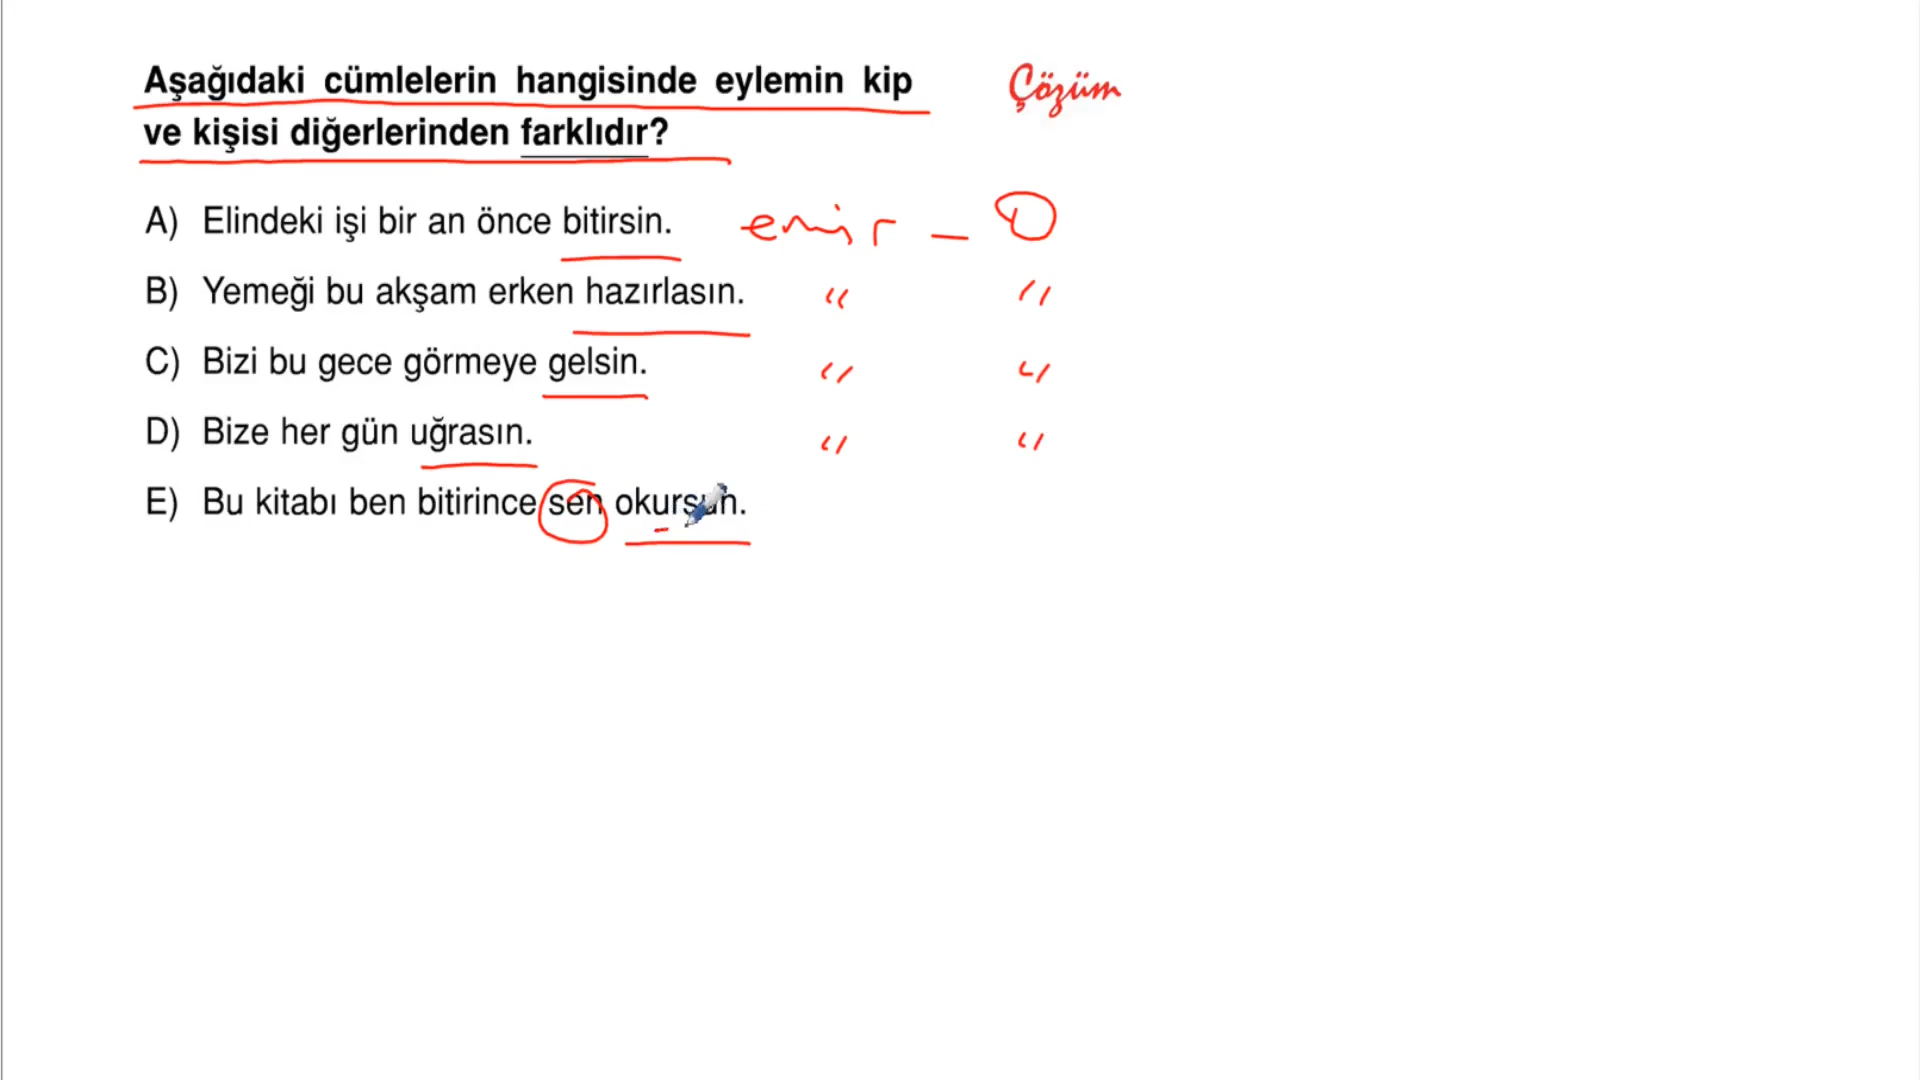 Aşağıdaki cümlelerin hangisinde eylemin kip Çözüm
ve kişisi diğerlerinden farklıdır?
A) Elindeki işi bir an önce bitirsin. emir – O
B) Yemeği bu akşam erken hazırlasın. " "
C) Bizi bu gece görmeye gelsin. " "
D) Bize her gün uğrasın. " "
E) Bu kitabı ben bitirince sen okursun.